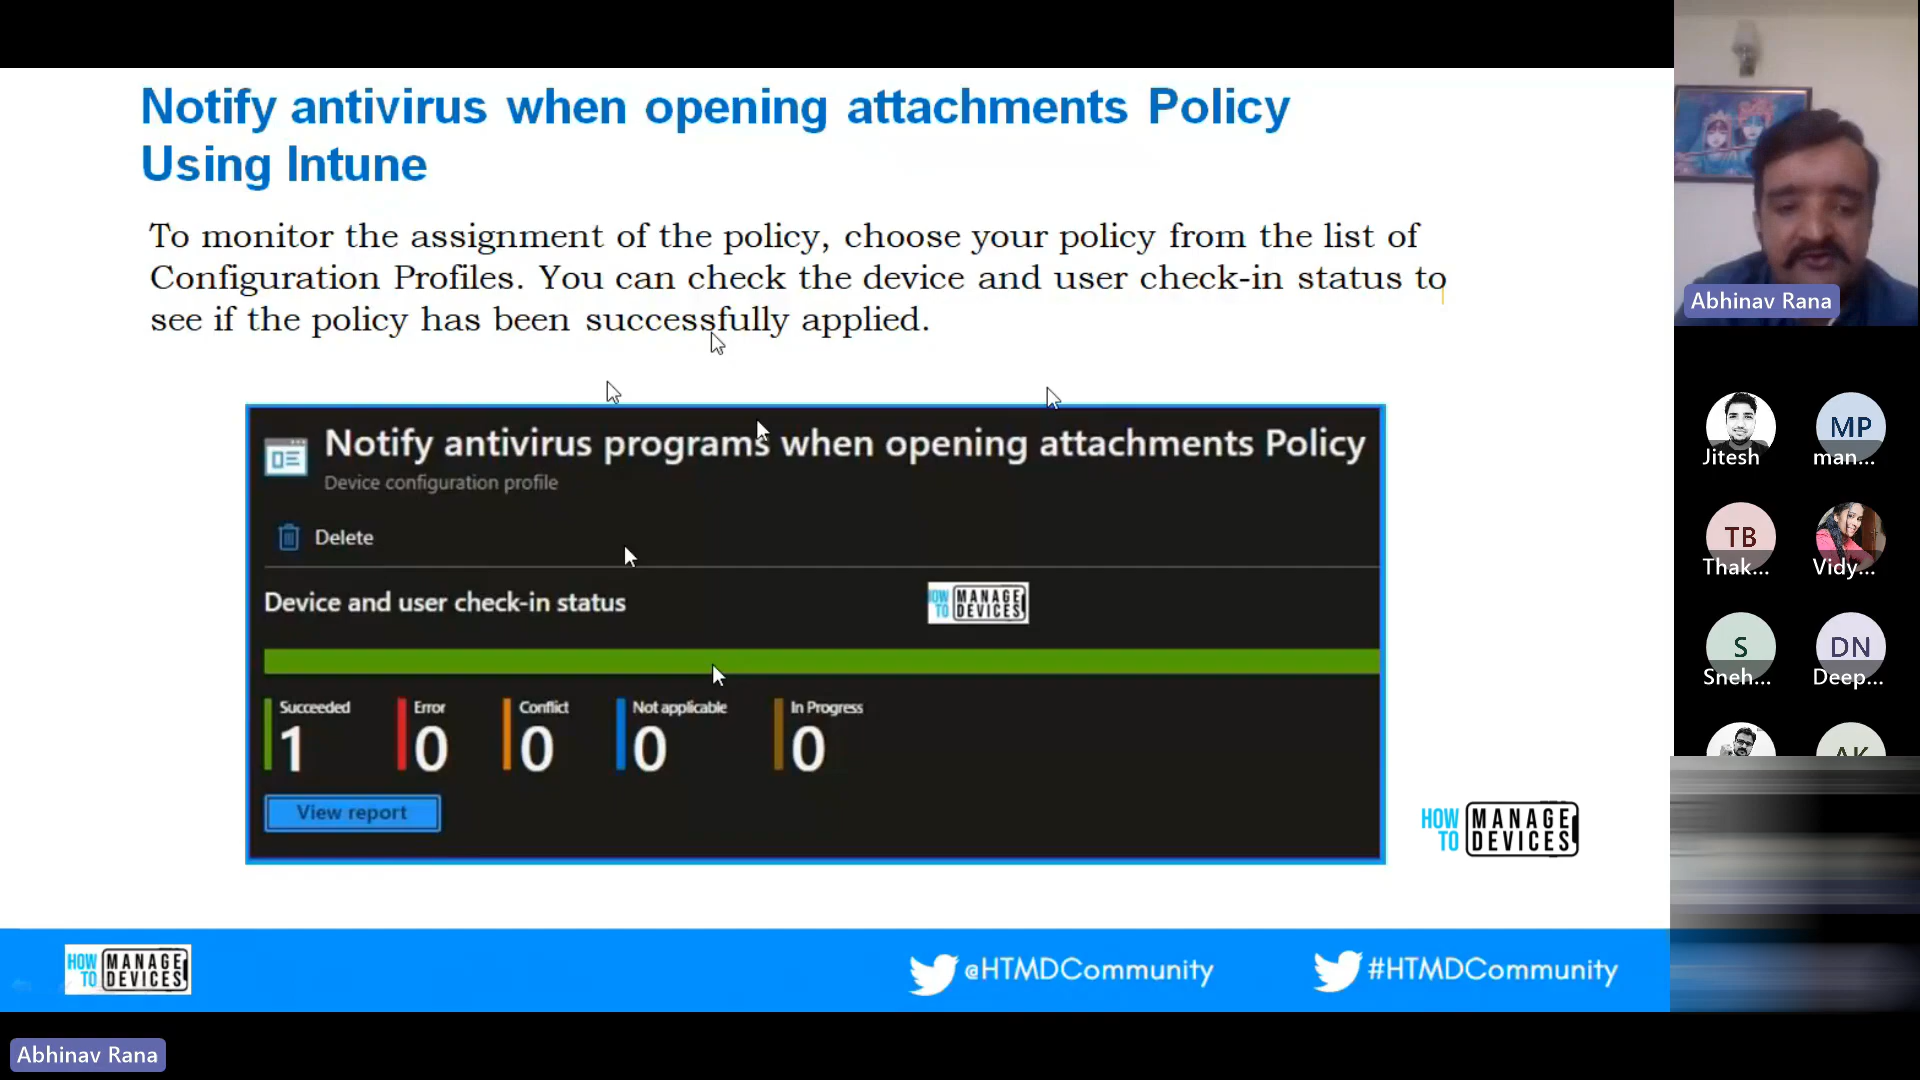 Notify antivirus when opening attachments Policy
Using Intune
To monitor the assignment of the policy, choose your policy from the list of
Configuration Profiles. You can check the device and user check-in status to
see if the policy has been successfully applied.
Notify antivirus programs when opening attachments Policy
Device configuration profile
Delete
Device and user check-in status
HOW TO MANAGE DEVICES
Succeeded Error Conflict Not applicable In Progress
1 0 0 0 0
View report
HOW TO MANAGE DEVICES
HOW TO MANAGE DEVICES
@HTMDCommunity #HTMDCommunity
Abhinav Rana
Abhinav Rana
MP
Jitesh man...
TB
Thak... Vidy...
S DN
Sneh... Deep...
AK